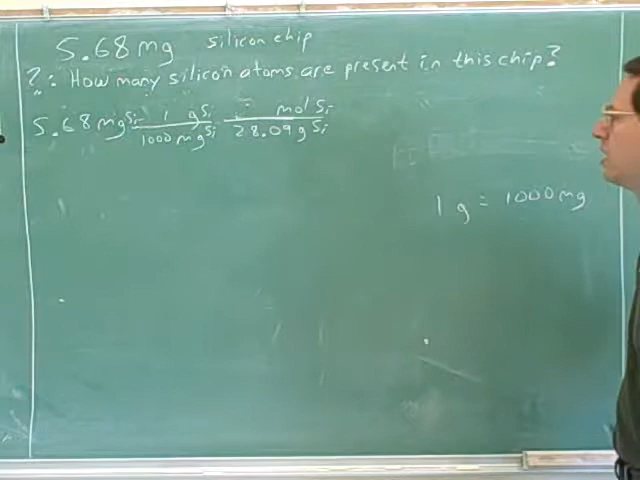 5.68 mg silicon chip
?: How many silicon atoms are present in this chip?
5.68 mg Si 1 g Si mol Si
1000 mg Si 28.09 g Si
1 g = 1000 mg